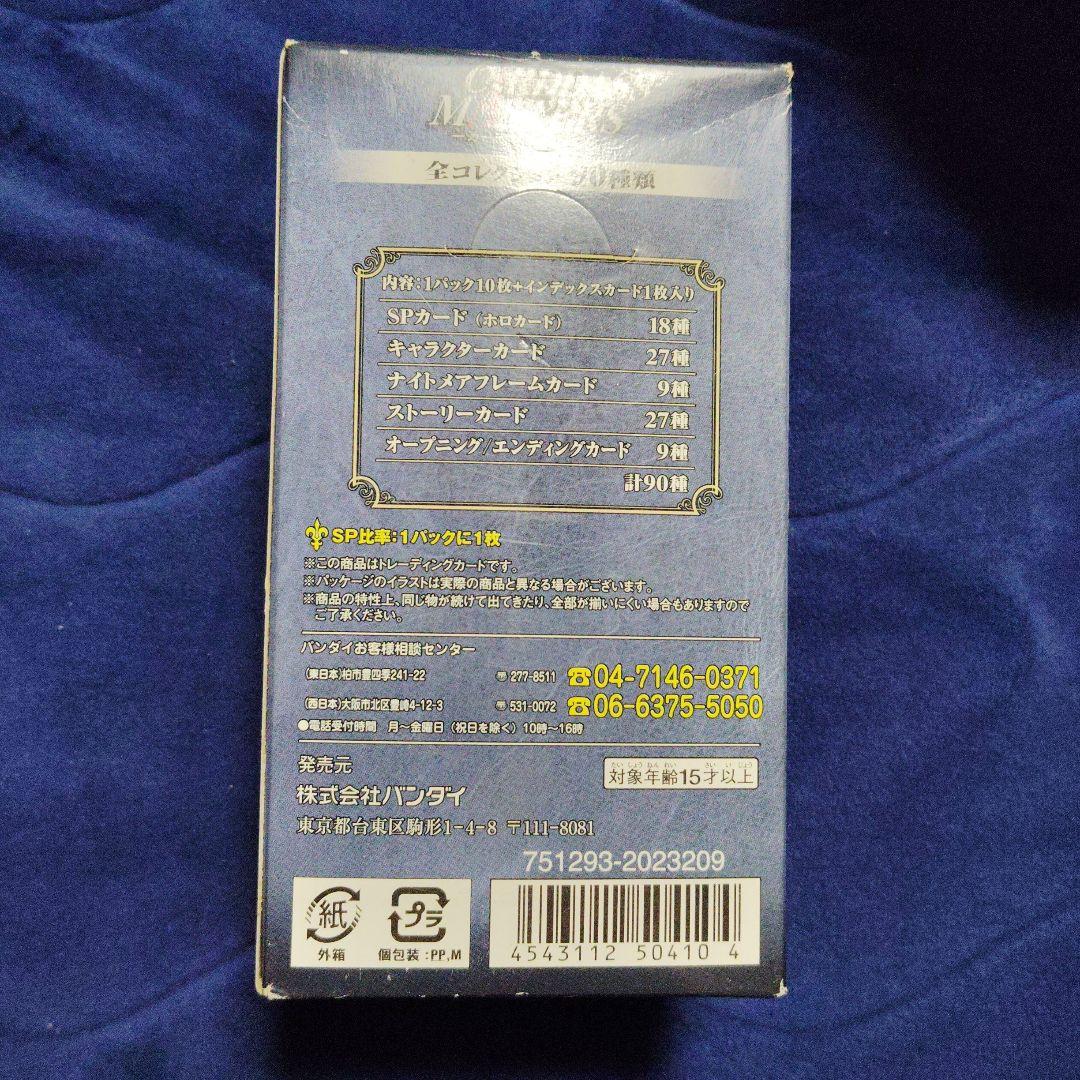 全コレクション90種類
内容:1パック10枚+インデックスカード1枚入り
SPカード(ホロカード) 18種
キャラクターカード 27種
ナイトメアフレームカード 9種
ストーリーカード 27種
オープニング/エンディングカード 9種
計90種
SP比率:1パックに1枚
※この商品はトレーディングカードです。
※パッケージのイラストは実際の商品と異なる場合がございます。
※商品の特性上、同じ物が続けて出てきたり、全部が揃いにくい場合もありますので
ご了承ください。
バンダイお客様相談センター
(東日本)柏市豊四季241-22 〒277-8511 ☎04-7146-0371
(西日本)大阪市北区豊崎4-12-3 〒531-0072 ☎06-6375-5050
●電話受付時間 月~金曜日(祝日を除く)10時~16時
発売元
たいしょうねんれい さいいじょう
対象年齢15才以上
株式会社バンダイ
東京都台東区駒形1-4-8 〒111-8081
751293-2023209
紙
外箱
プラ
個包装:PP,M
4543112 50410 4